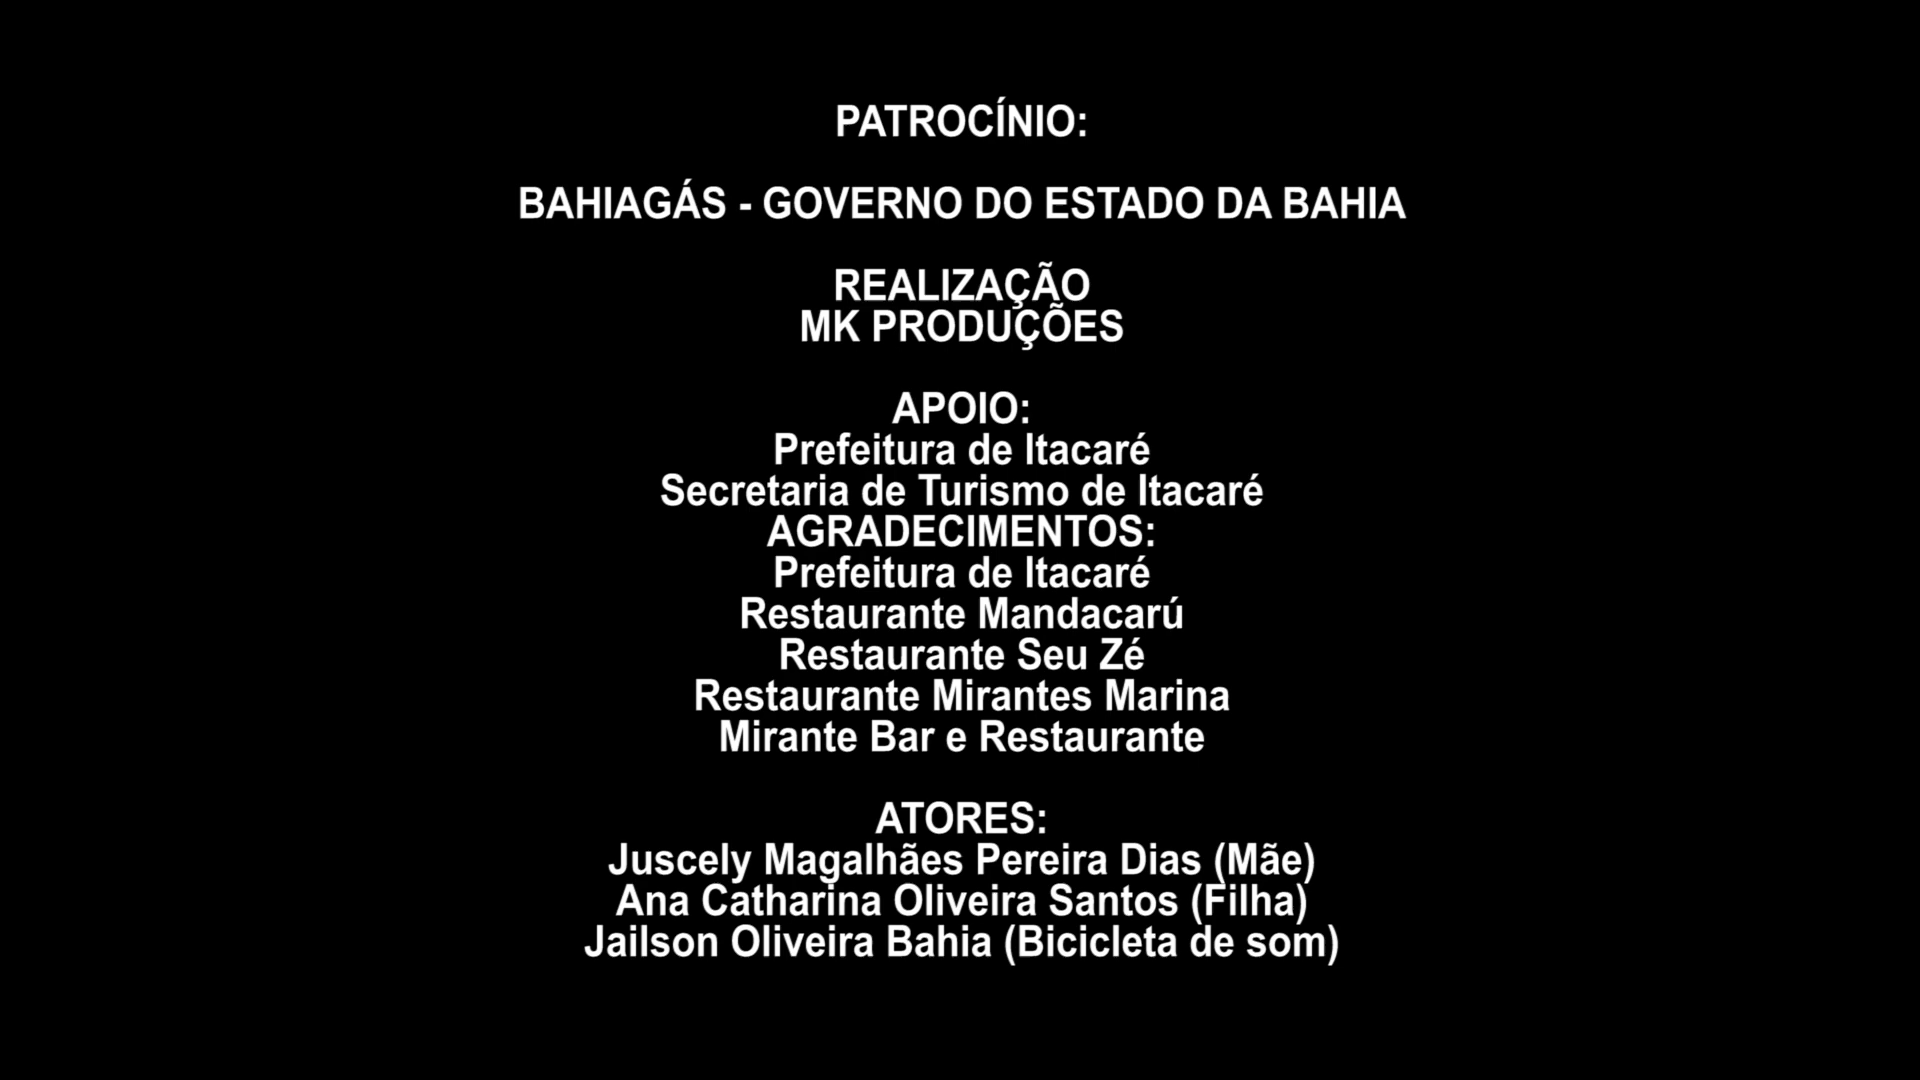 PATROCÍNIO:
BAHIAGÁS - GOVERNO DO ESTADO DA BAHIA
REALIZAÇÃO
MK PRODUÇÕES
APOIO:
Prefeitura de Itacaré
Secretaria de Turismo de Itacaré
AGRADECIMENTOS:
Prefeitura de Itacaré
Restaurante Mandacarú
Restaurante Seu Zé
Restaurante Mirantes Marina
Mirante Bar e Restaurante
ATORES:
Juscely Magalhães Pereira Dias (Mãe)
Ana Catharina Oliveira Santos (Filha)
Jailson Oliveira Bahia (Bicicleta de som)